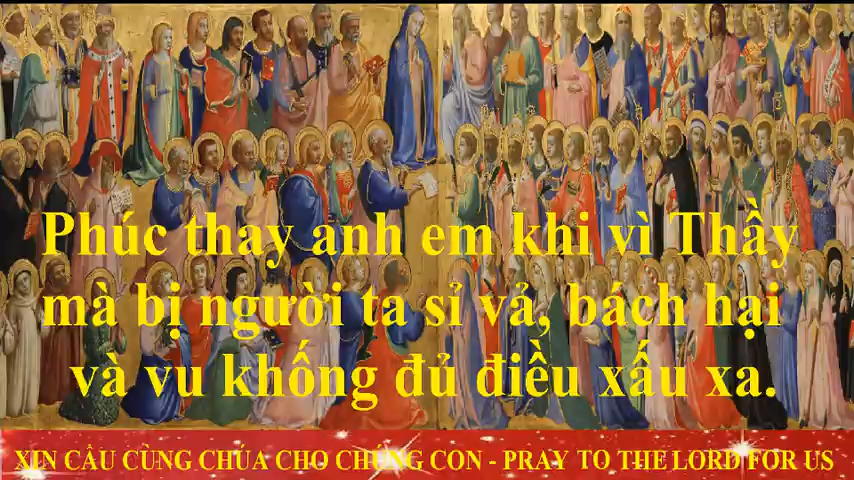 Phúc thay anh em khi vì Thầy
mà bị người ta sỉ vả, bách hại
và vu khống đủ điều xấu xa.
XIN CẦU CÙNG CHÚA CHO CHÚNG CON - PRAY TO THE LORD FOR US